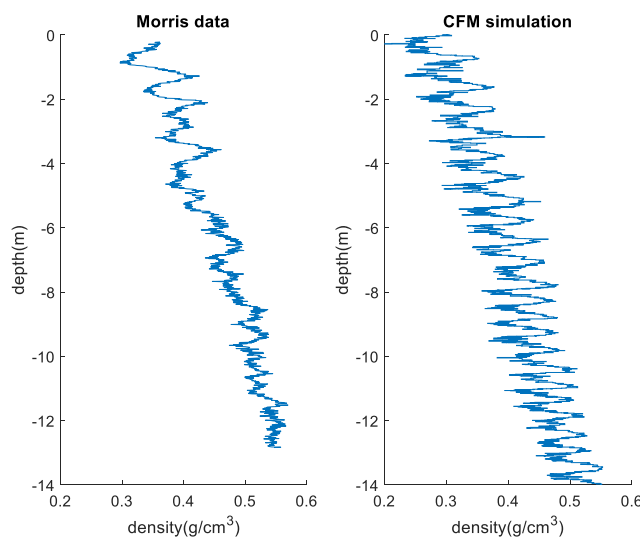 Morris data
0
-2
-4
-6
-8
-10
-12
-14
0.2 0.3 0.4 0.5 0.6
depth(m)
density(g/cm³)
CFM simulation
0
-2
-4
-6
-8
-10
-12
-14
0.2 0.3 0.4 0.5 0.6
depth(m)
density(g/cm³)